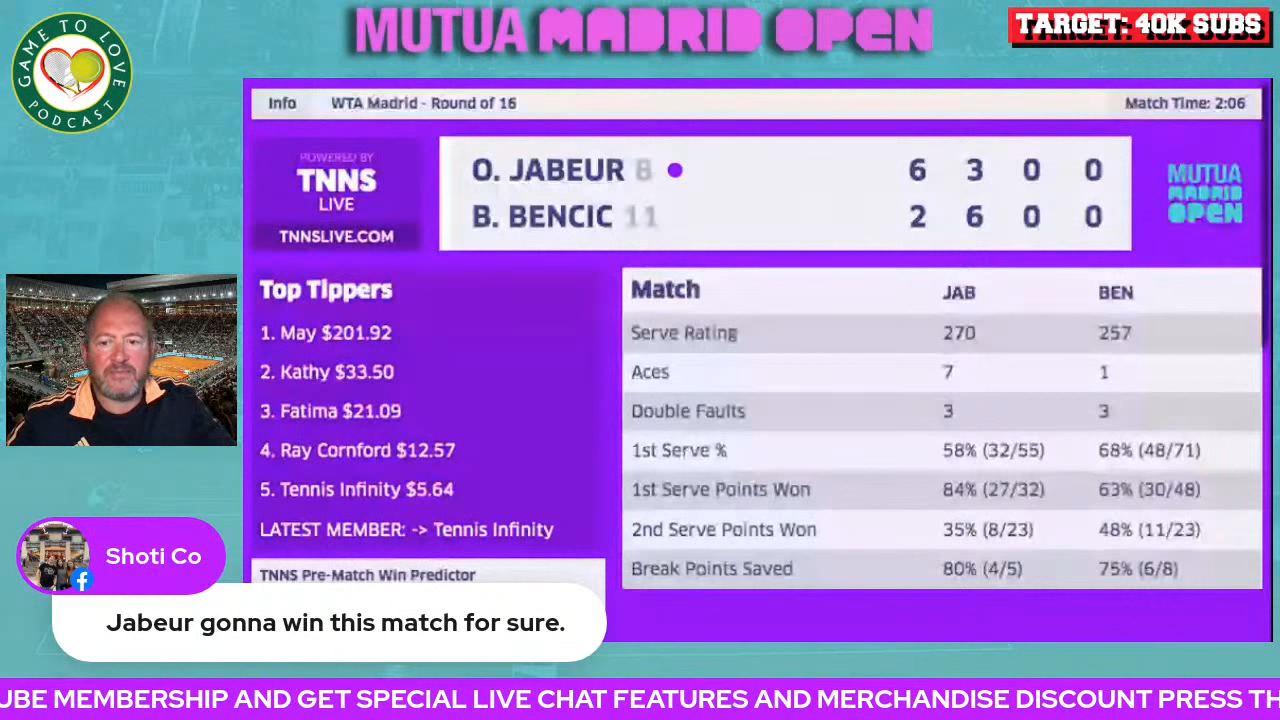 GAME TO LOVE
PODCAST
MUTUA MADRID OPEN
TARGET: 40K SUBS
Info WTA Madrid - Round of 16 Match Time: 2:06
POWERED BY
TNNS
LIVE
TNNSLIVE.COM
O. JABEUR 8 6 3 0 0
B. BENCIC 11 2 6 0 0
MUTUA
MADRID
OPEN
Top Tippers
1. May $201.92
2. Kathy $33.50
3. Fatima $21.09
4. Ray Cornford $12.57
5. Tennis Infinity $5.64
LATEST MEMBER: -> Tennis Infinity
TNNS Pre-Match Win Predictor
Match JAB BEN
Serve Rating 270 257
Aces 7 1
Double Faults 3 3
1st Serve % 58% (32/55) 68% (48/71)
1st Serve Points Won 84% (27/32) 63% (30/48)
2nd Serve Points Won 35% (8/23) 48% (11/23)
Break Points Saved 80% (4/5) 75% (6/8)
Shoti Co
Jabeur gonna win this match for sure.
UBE MEMBERSHIP AND GET SPECIAL LIVE CHAT FEATURES AND MERCHANDISE DISCOUNT PRESS TH